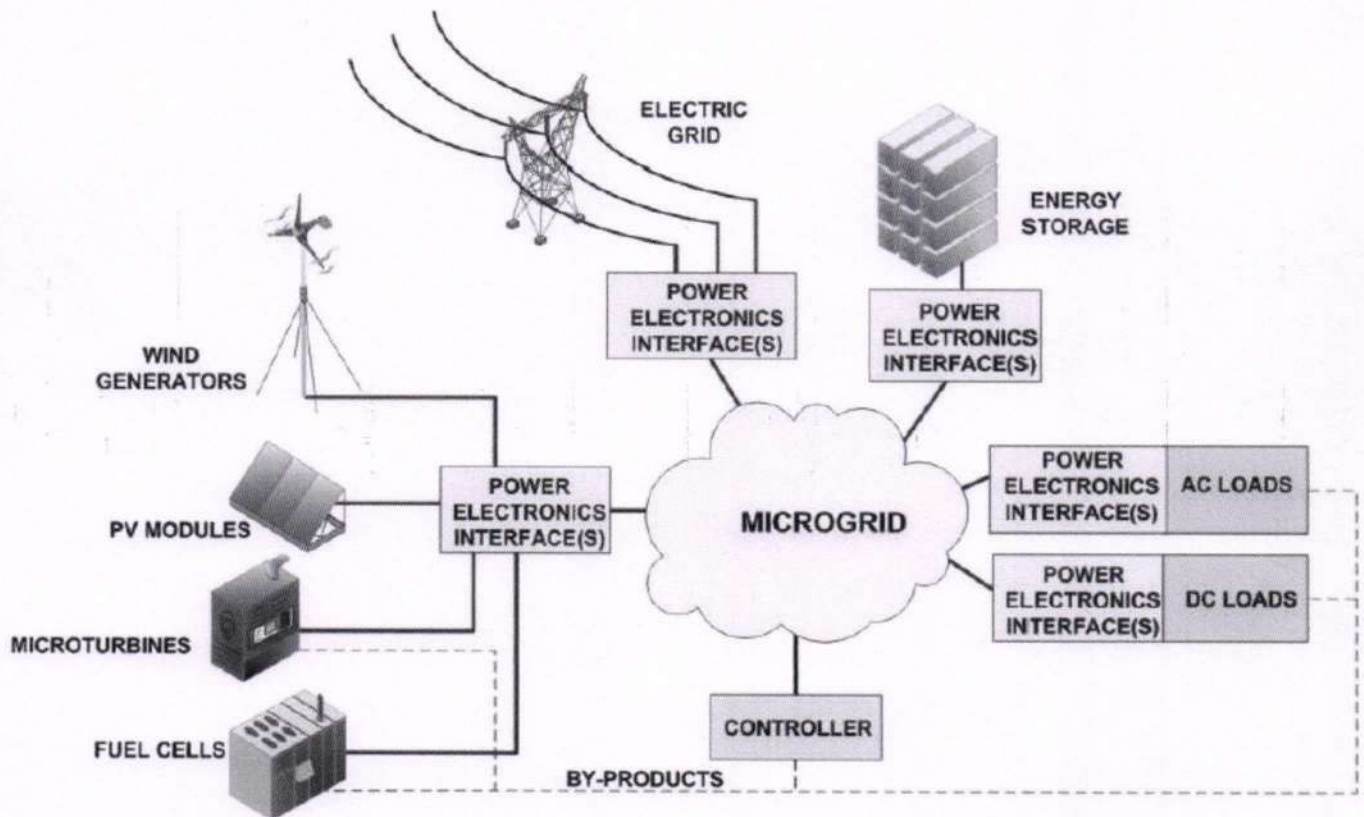 ELECTRIC
GRID
ENERGY
STORAGE
POWER
ELECTRONICS
INTERFACE(S)
POWER
ELECTRONICS
INTERFACE(S)
WIND
GENERATORS
POWER
ELECTRONICS
INTERFACE(S)
PV MODULES
MICROGRID
POWER
ELECTRONICS
INTERFACE(S)
AC LOADS
POWER
ELECTRONICS
INTERFACE(S)
DC LOADS
MICROTURBINES
CONTROLLER
FUEL CELLS
BY-PRODUCTS